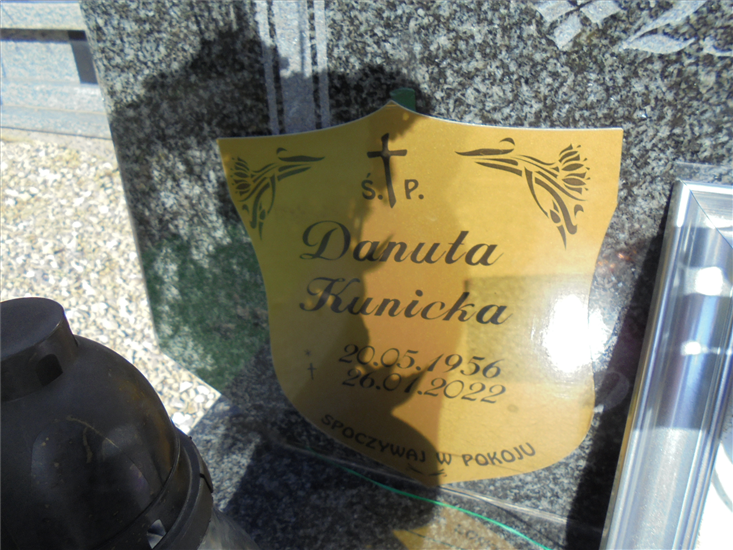 Ś. P.
Danuta
Kunicka
* 20.05.1956
† 26.01.2022
SPOCZYWAJ W POKOJU